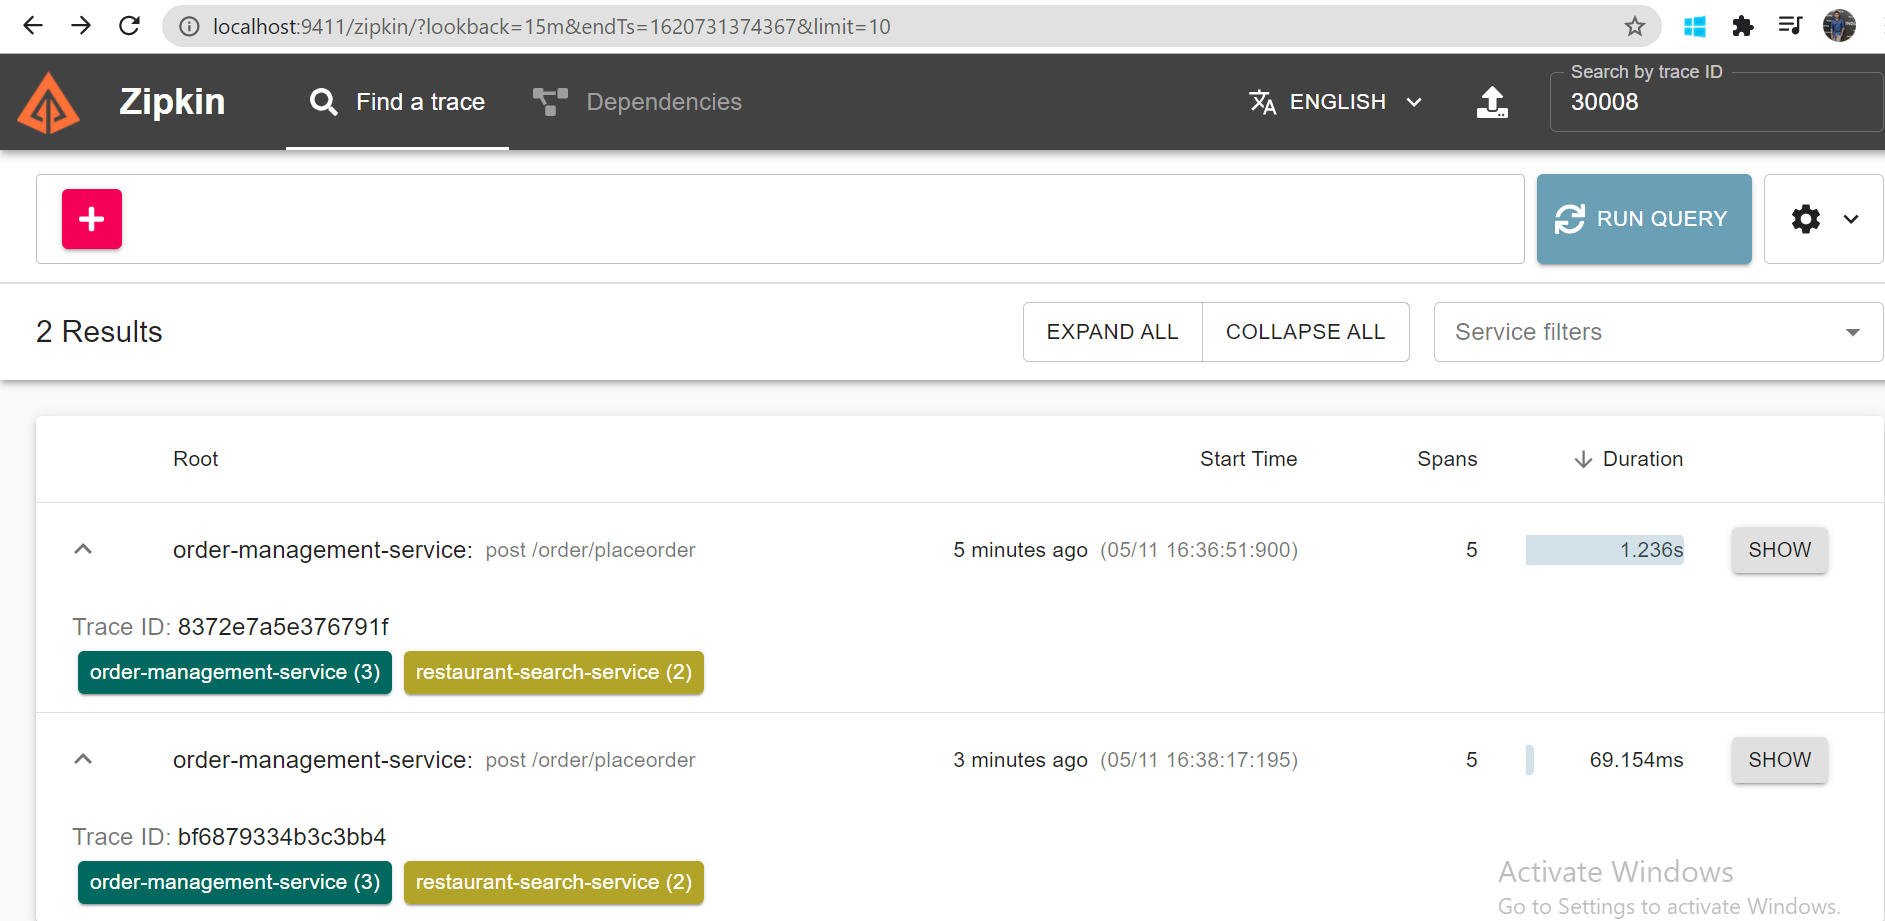 localhost:9411/zipkin/?lookback=15m&endTs=1620731374367&limit=10
Zipkin
Find a trace
Dependencies
ENGLISH
Search by trace ID
30008
RUN QUERY
2 Results
EXPAND ALL
COLLAPSE ALL
Service filters
Root Start Time Spans Duration
order-management-service: post /order/placeorder 5 minutes ago (05/11 16:36:51:900) 5 1.236s SHOW
Trace ID: 8372e7a5e376791f
order-management-service (3) restaurant-search-service (2)
order-management-service: post /order/placeorder 3 minutes ago (05/11 16:38:17:195) 5 69.154ms SHOW
Trace ID: bf6879334b3c3bb4
order-management-service (3) restaurant-search-service (2)
Activate Windows
Go to Settings to activate Windows.